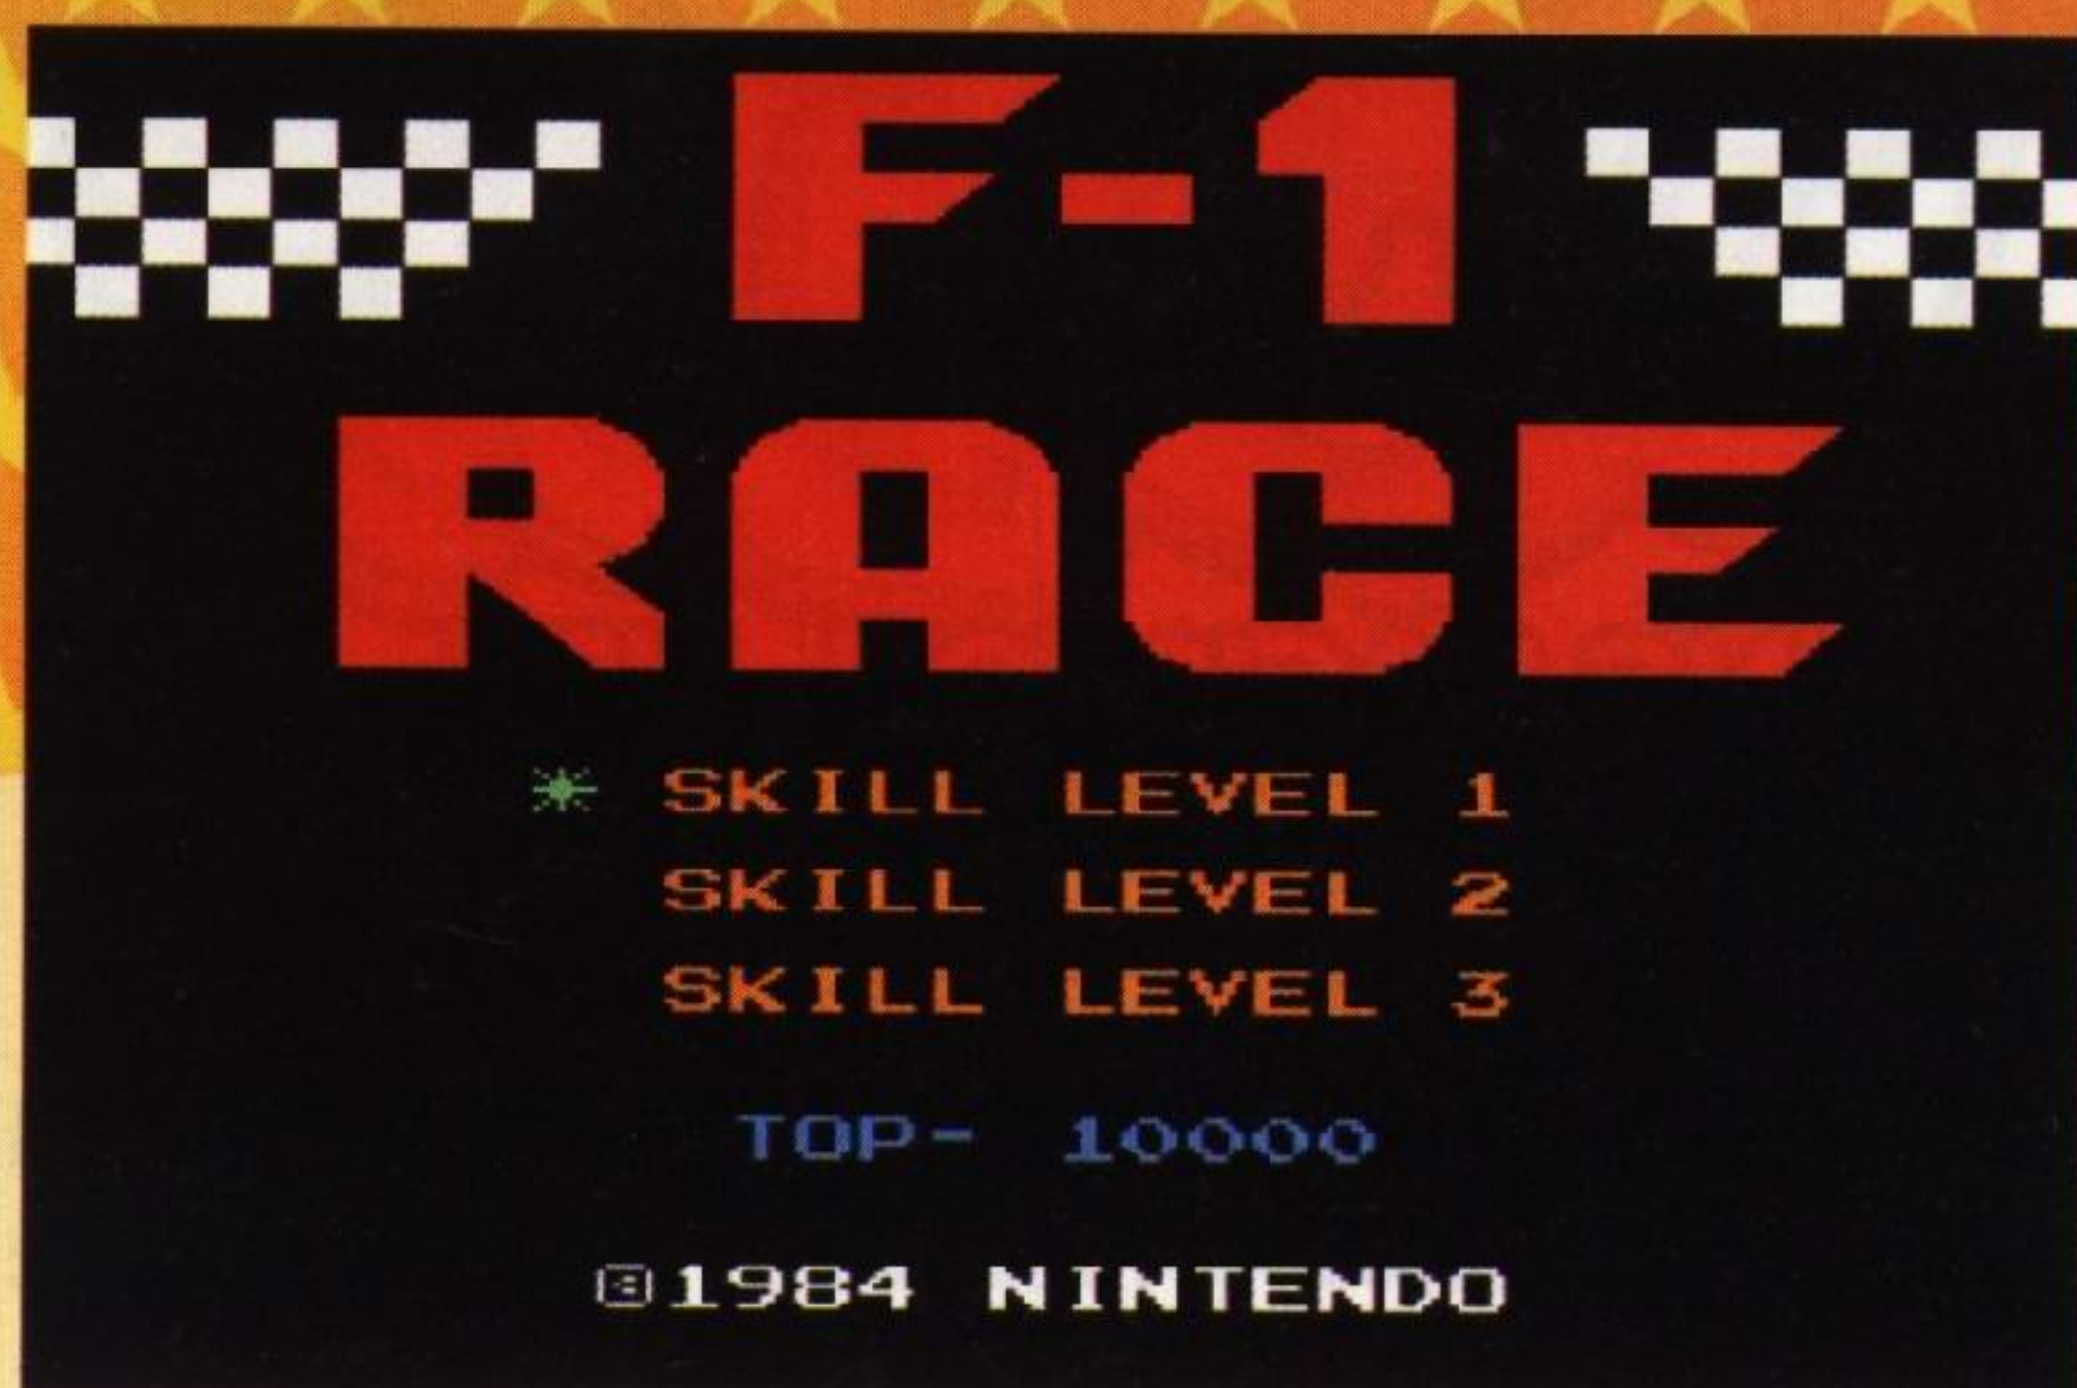 F-1
RACE
* SKILL LEVEL 1
SKILL LEVEL 2
SKILL LEVEL 3
TOP- 10000
©1984 NINTENDO